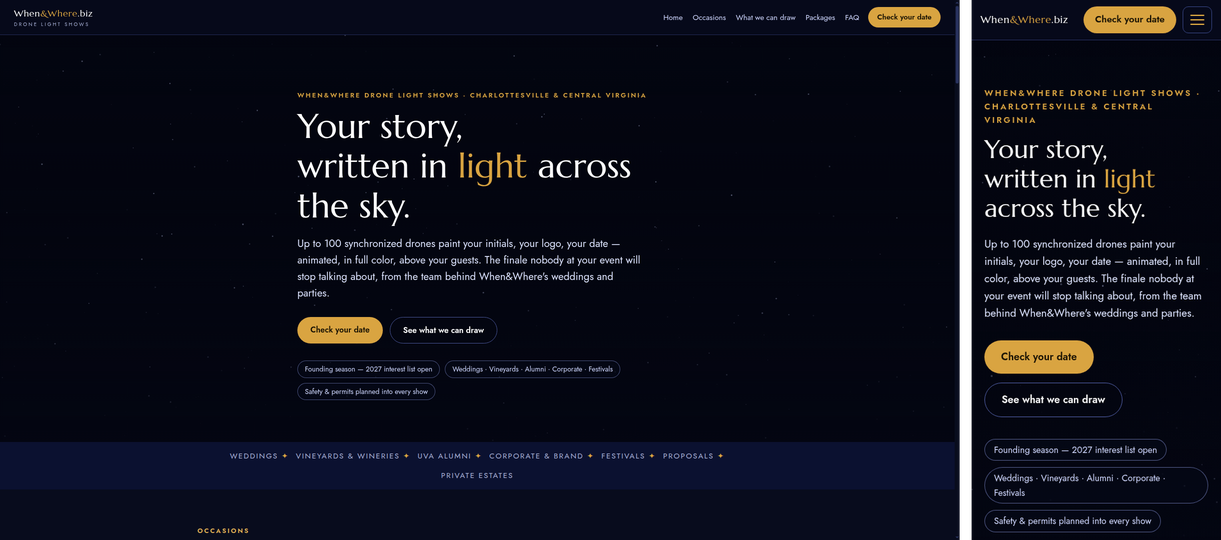 When&Where.biz
DRONE LIGHT SHOWS
Home Occasions What we can draw Packages FAQ Check your date
WHEN&WHERE DRONE LIGHT SHOWS · CHARLOTTESVILLE & CENTRAL VIRGINIA
Your story,
written in light across
the sky.
Up to 100 synchronized drones paint your initials, your logo, your date —
animated, in full color, above your guests. The finale nobody at your event will
stop talking about, from the team behind When&Where's weddings and
parties.
Check your date See what we can draw
Founding season — 2027 interest list open Weddings · Vineyards · Alumni · Corporate · Festivals
Safety & permits planned into every show
WEDDINGS ✦ VINEYARDS & WINERIES ✦ UVA ALUMNI ✦ CORPORATE & BRAND ✦ FESTIVALS ✦ PROPOSALS ✦
PRIVATE ESTATES
OCCASIONS
When&Where.biz Check your date
WHEN&WHERE DRONE LIGHT SHOWS ·
CHARLOTTESVILLE & CENTRAL
VIRGINIA
Your story,
written in light
across the sky.
Up to 100 synchronized drones paint your
initials, your logo, your date — animated, in full
color, above your guests. The finale nobody at
your event will stop talking about, from the team
behind When&Where's weddings and parties.
Check your date
See what we can draw
Founding season — 2027 interest list open
Weddings · Vineyards · Alumni · Corporate ·
Festivals
Safety & permits planned into every show